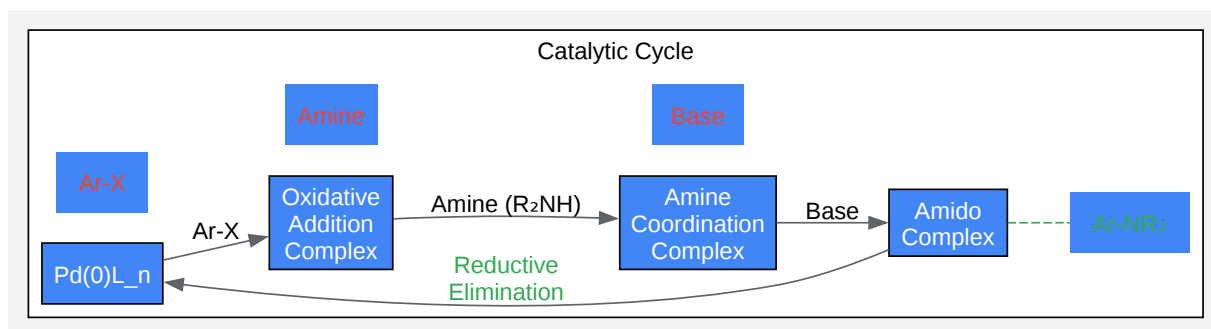 Catalytic Cycle
Amine
Base
Ar-X
Oxidative
Addition
Complex
Amine (R₂NH)
Amine
Coordination
Complex
Base
Amido
Complex
Ar-NR₂
Ar-X
Pd(0)L_n
Reductive
Elimination